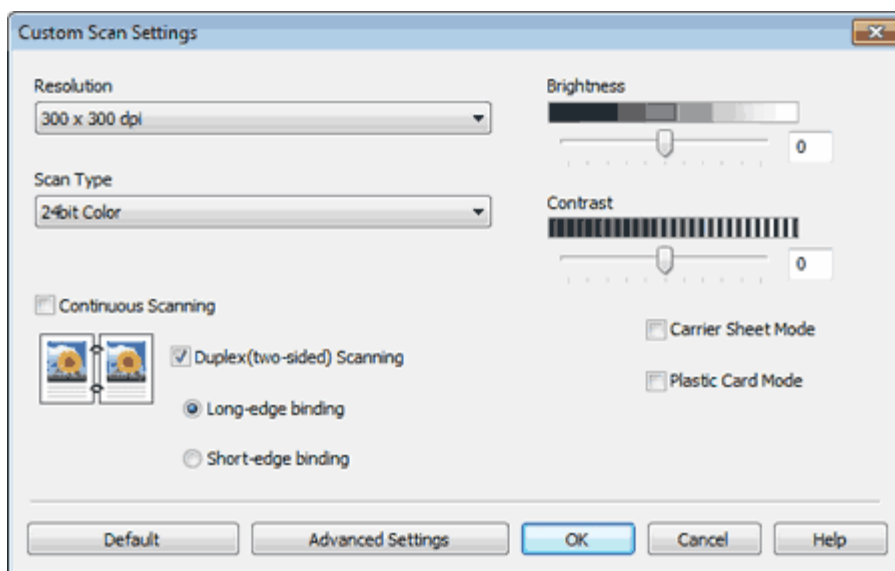 Custom Scan Settings
Resolution
300 x 300 dpi
Scan Type
24bit Color
Brightness
0
Contrast
0
Continuous Scanning
Duplex(two-sided) Scanning
Long-edge binding
Short-edge binding
Carrier Sheet Mode
Plastic Card Mode
Default
Advanced Settings
OK
Cancel
Help